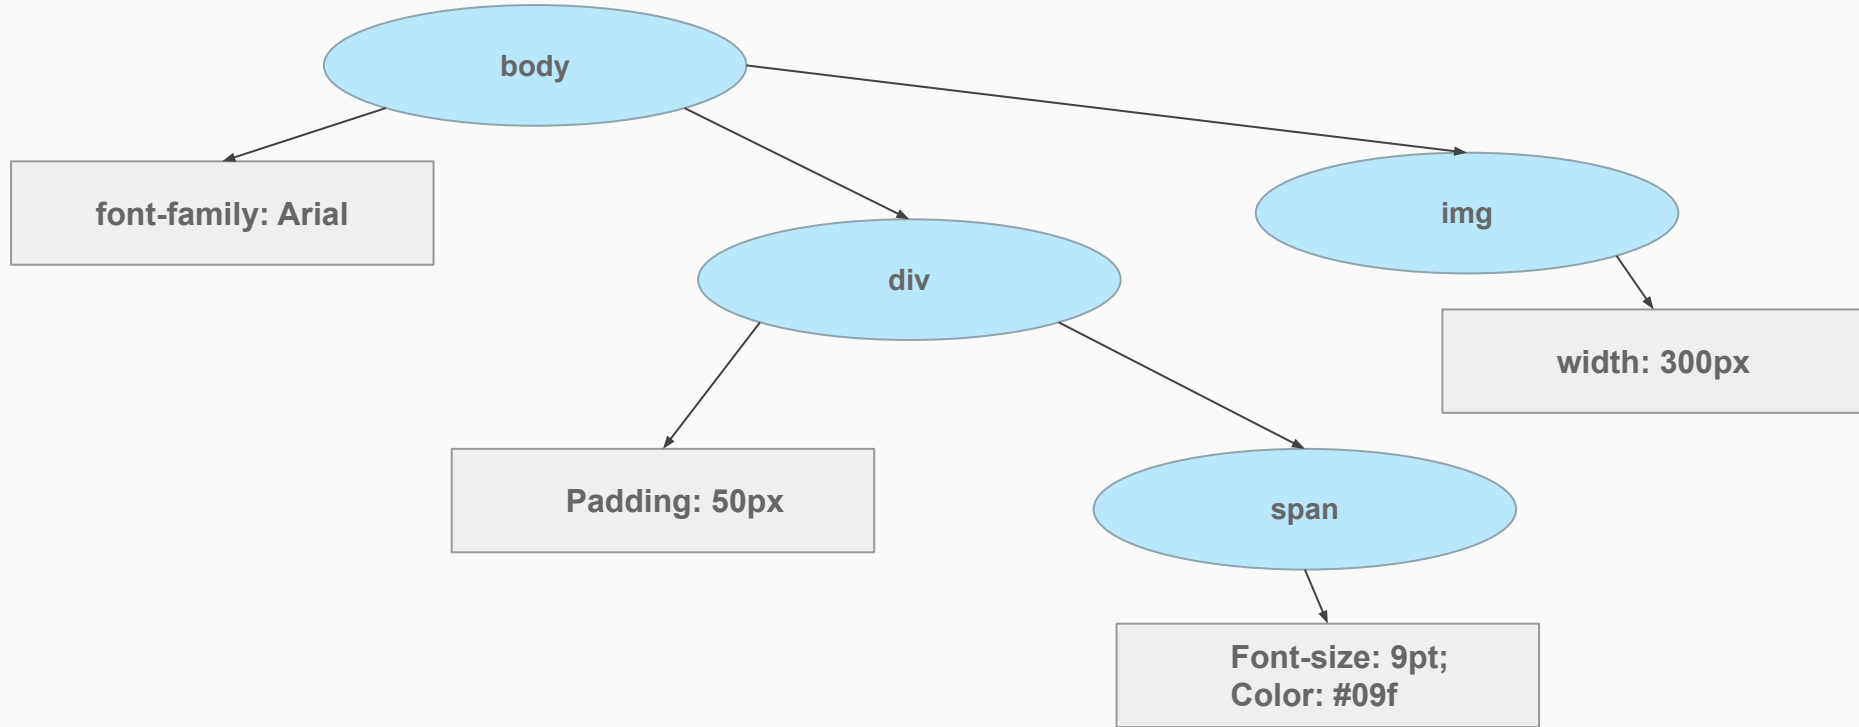 body
font-family: Arial
img
div
width: 300px
Padding: 50px
span
Font-size: 9pt;
Color: #09f